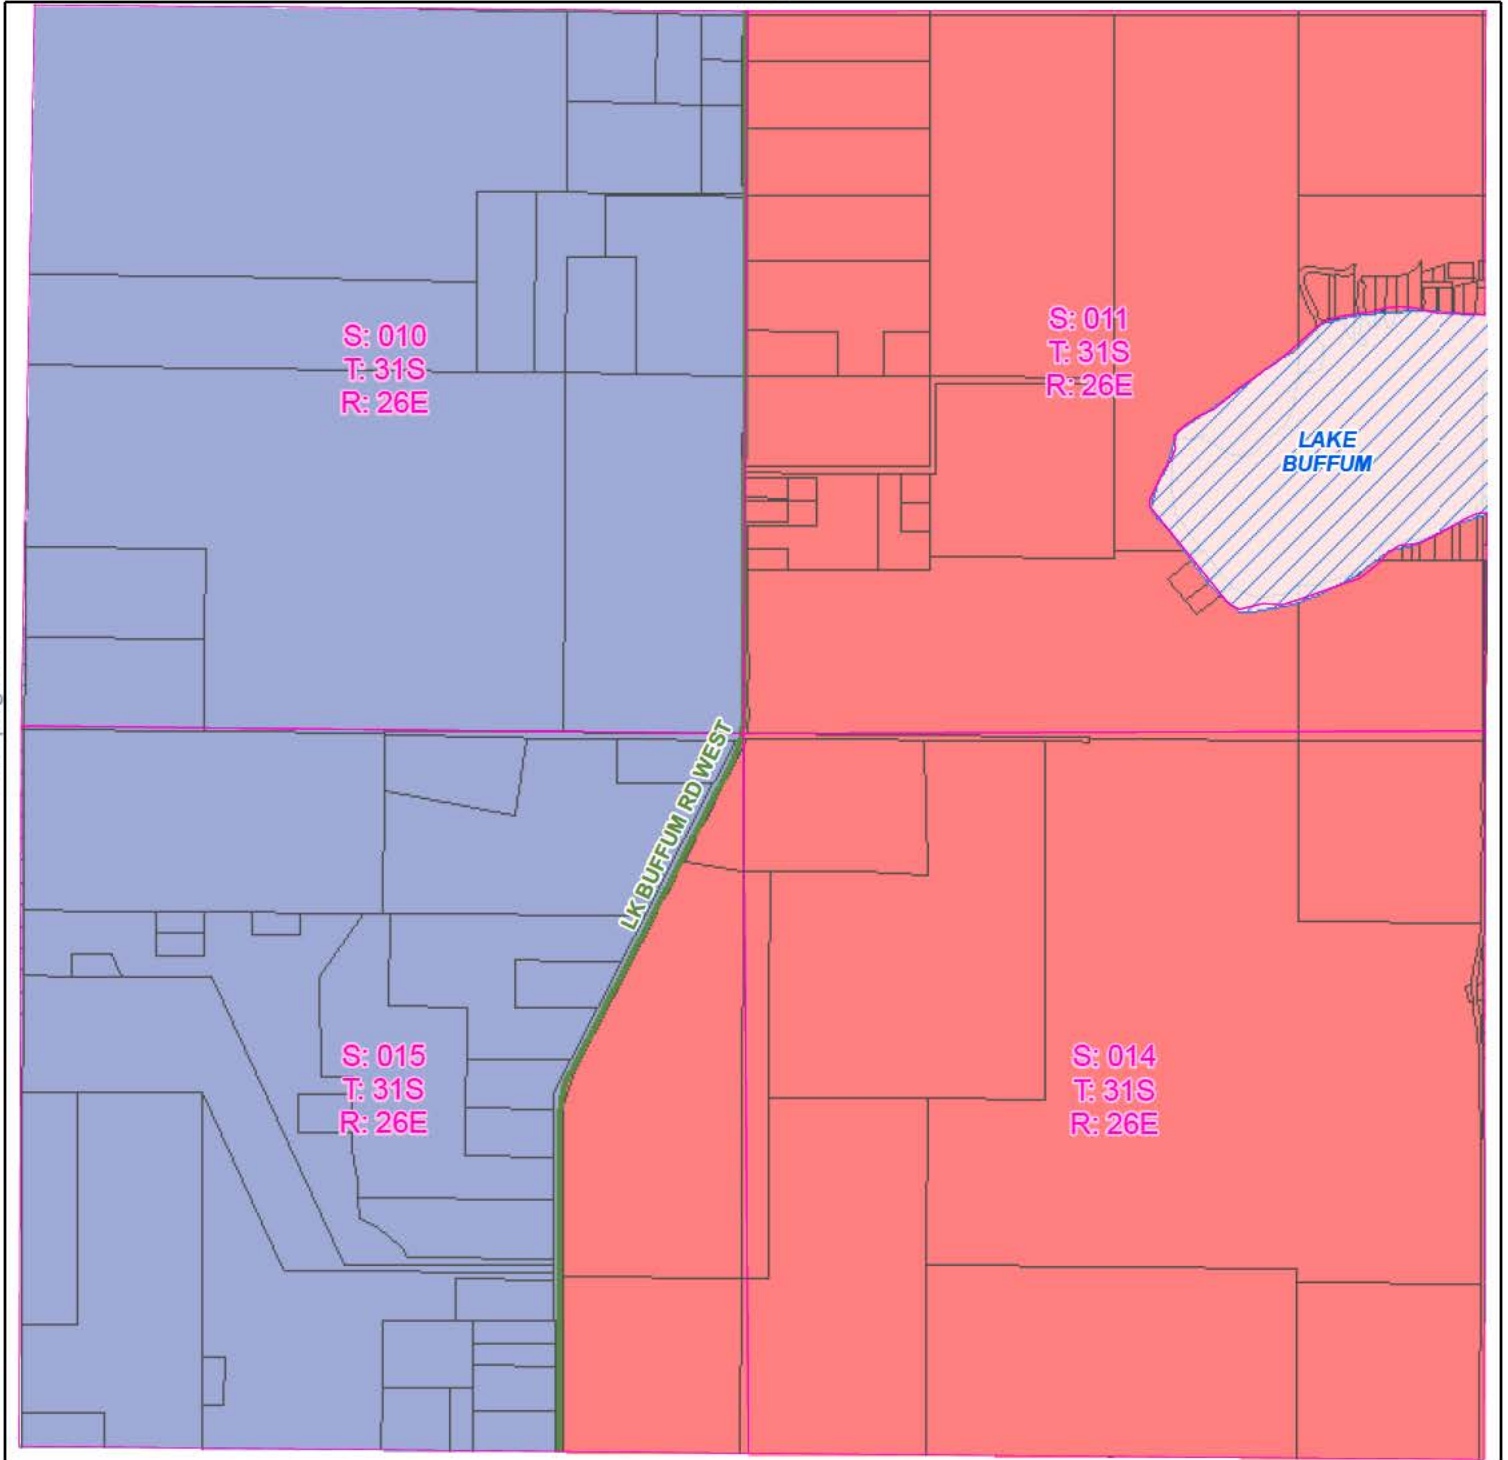 S: 010
T: 31S
R: 26E
S: 011
T: 31S
R: 26E
LAKE
BUFFUM
LK BUFFUM RD WEST
S: 015
T: 31S
R: 26E
S: 014
T: 31S
R: 26E